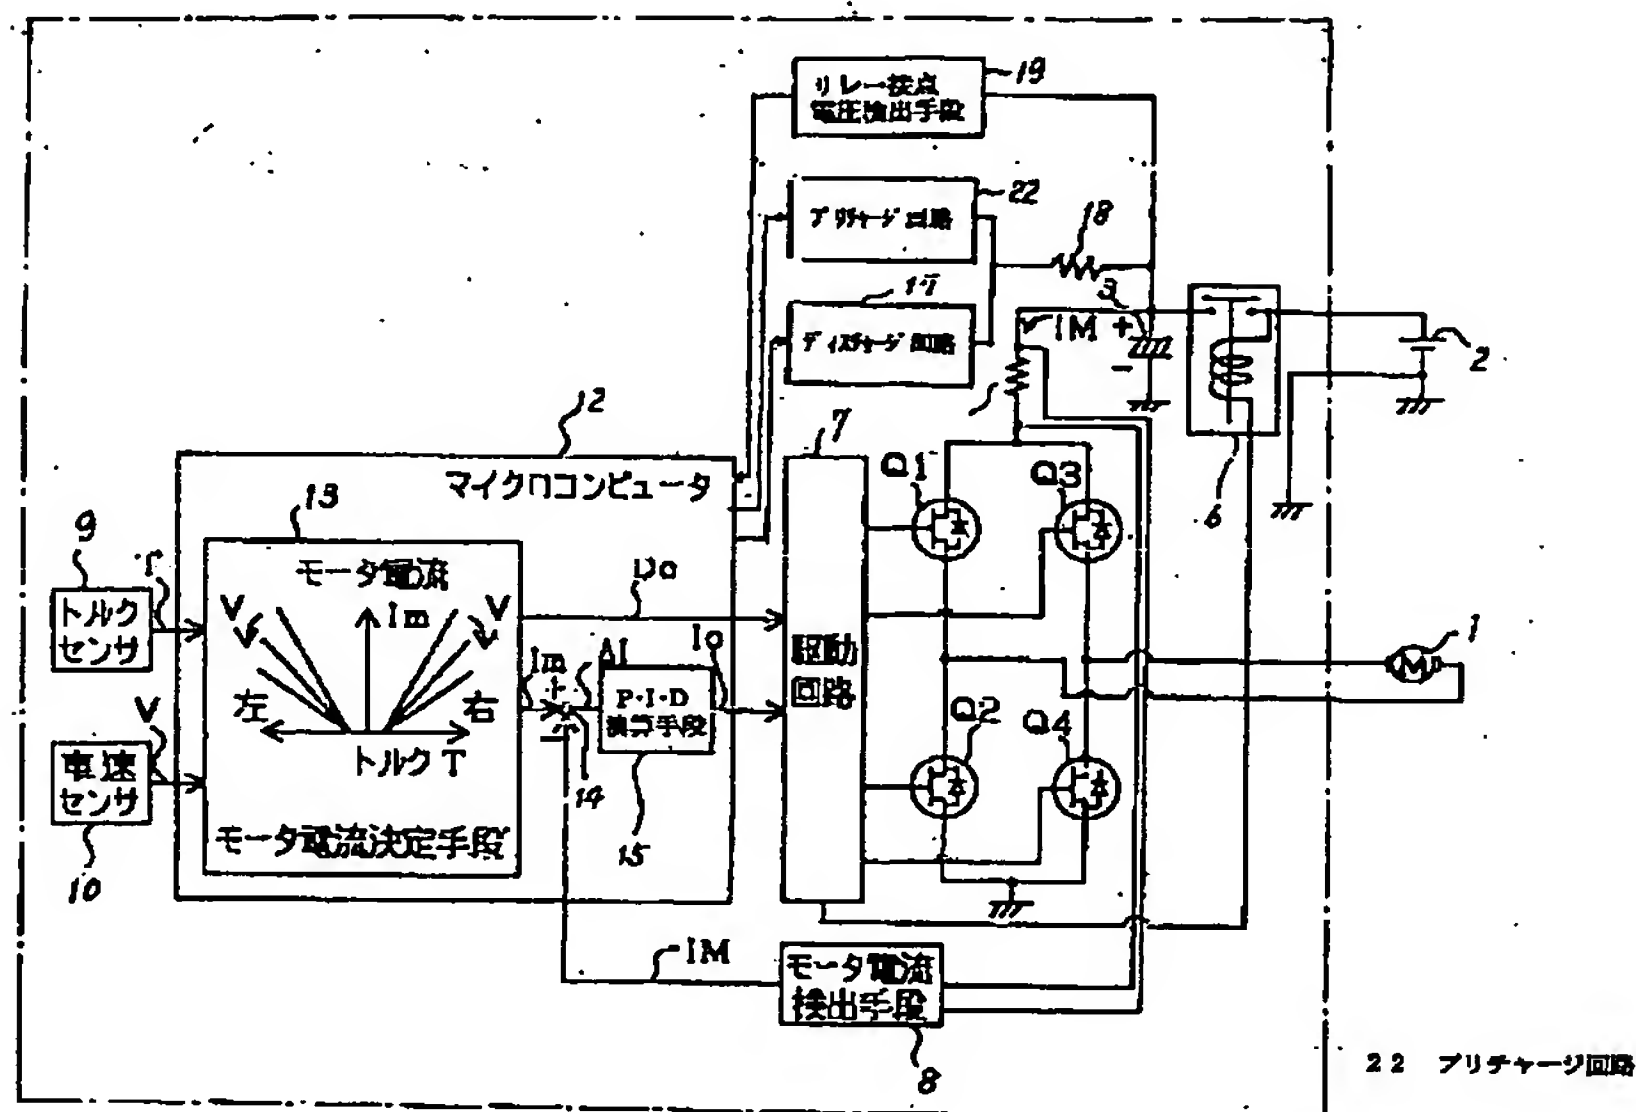 リレー接点
電圧検出手段
19
プリチャージ回路
22
18
ディスチャージ回路
17
3
IM +
-
2
6
12
マイクロコンピュータ
7
駆動
回路
Q1
Q3
Q2
Q4
1
M
9
トルク
センサ
T
車速
センサ
V
10
13
モータ電流
Im
V
V
左
右
トルクT
モータ電流決定手段
Do
Im
+
-
ΔI
14
P・I・D
演算手段
15
Io
IM
モータ電流
検出手段
8
22 プリチャージ回路